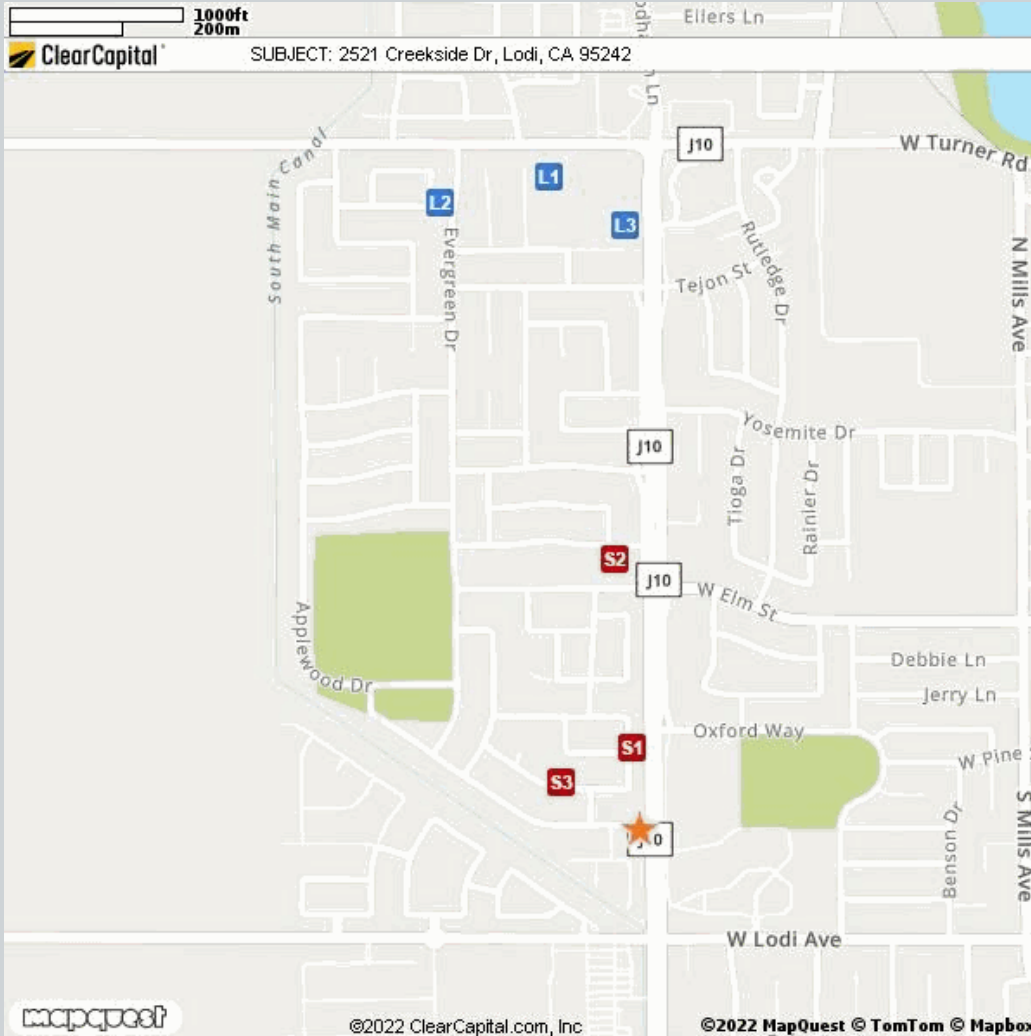 1000ft
200m
Eilers Ln
ClearCapital
SUBJECT: 2521 Creekside Dr, Lodi, CA 95242
Ln
J10
W Turner Rd
South Main Canal
L1
L2
L3
Evergreen Dr
Rutledge Dr
Tejon St
N Mills Ave
Yosemite Dr
J10
Tioga Dr
Rainier Dr
S2
J10
W Elm St
Applewood Dr
Debbie Ln
Jerry Ln
Oxford Way
S1
W Pine
S3
S Mills Ave
Benson Dr
W Lodi Ave
mapquest
©2022 ClearCapital.com, Inc
©2022 MapQuest © TomTom © Mapbox